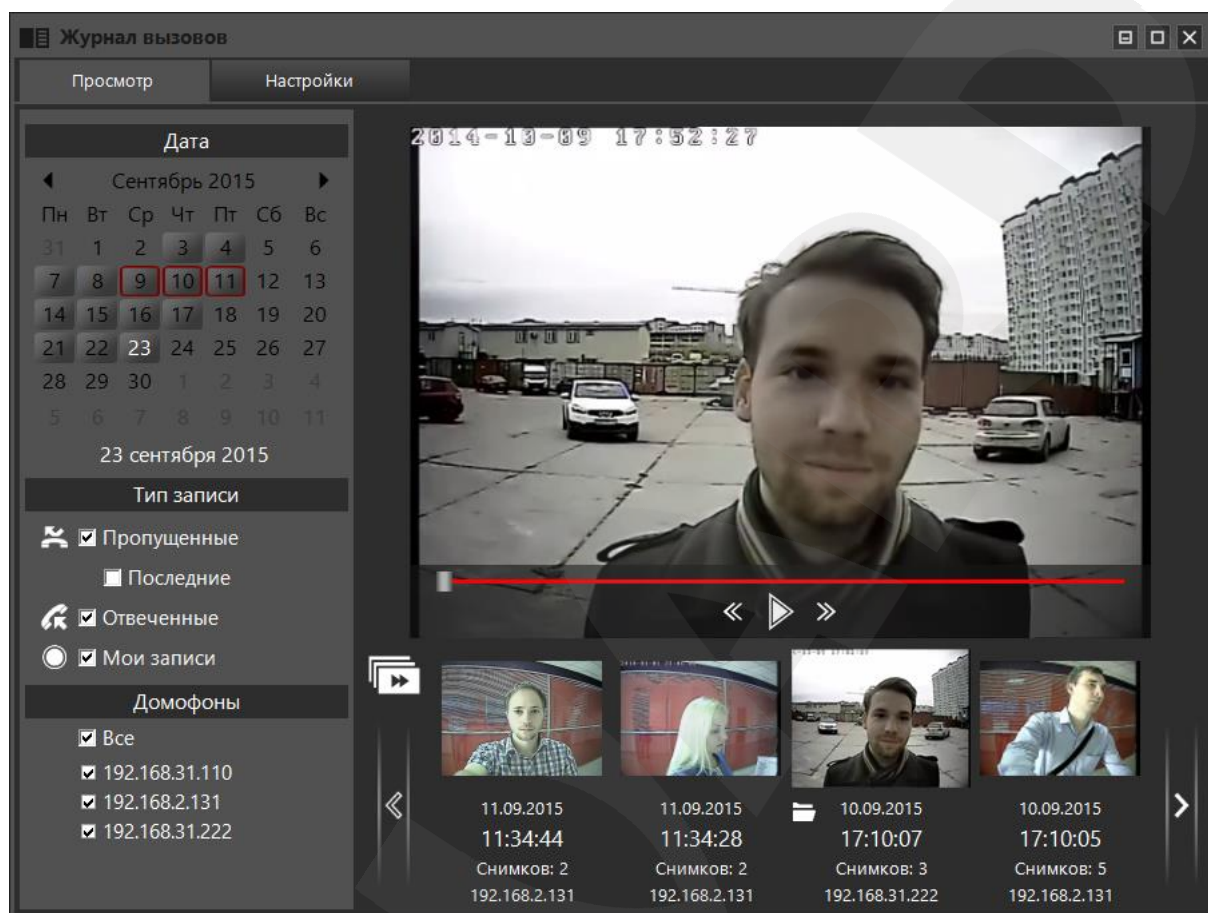 Журнал вызовов
Просмотр Настройки
Дата
Сентябрь 2015
Пн Вт Ср Чт Пт Сб Вс
31 1 2 3 4 5 6
7 8 9 10 11 12 13
14 15 16 17 18 19 20
21 22 23 24 25 26 27
28 29 30 1 2 3 4
5 6 7 8 9 10 11
23 сентября 2015
Тип записи
Пропущенные
Последние
Отвеченные
Мои записи
Домофоны
Все
192.168.31.110
192.168.2.131
192.168.31.222
2014-13-09 17:52:27
11.09.2015
11:34:44
Снимков: 2
192.168.2.131
11.09.2015
11:34:28
Снимков: 2
192.168.2.131
10.09.2015
17:10:07
Снимков: 3
192.168.31.222
10.09.2015
17:10:05
Снимков: 5
192.168.2.131